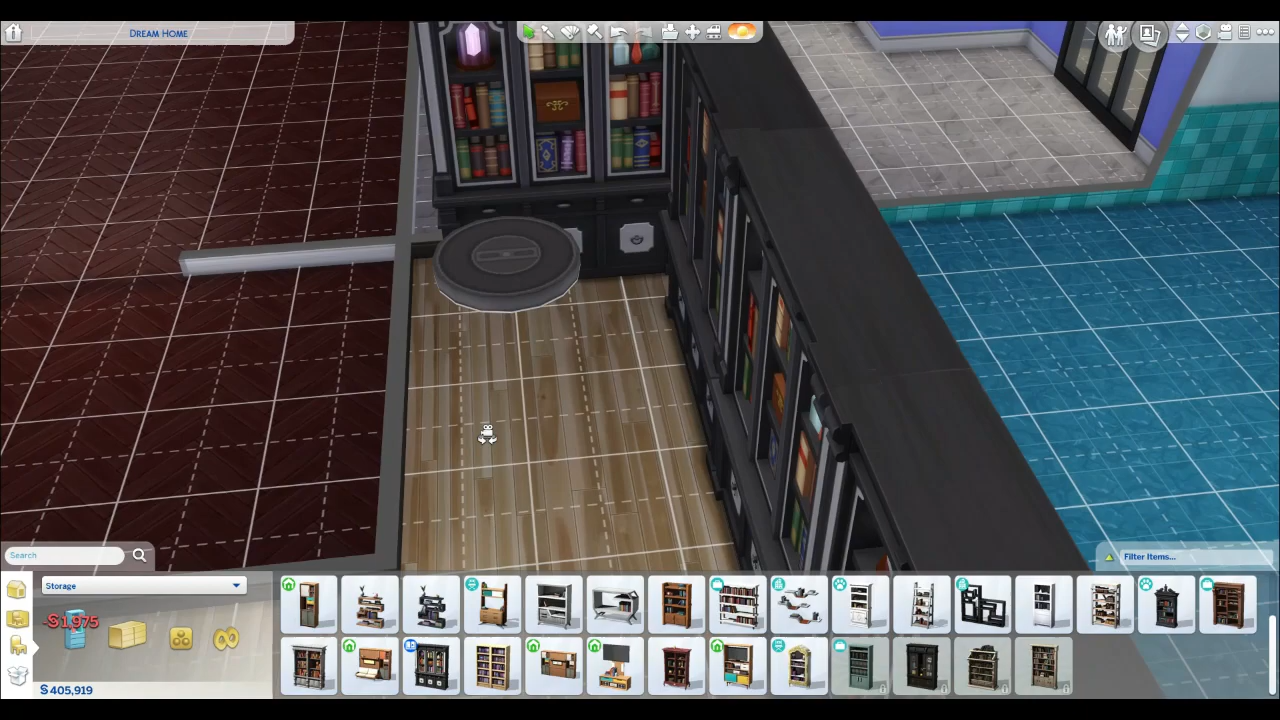 DREAM HOME
Search
Filter Items...
Storage
-§1,975
§405,919